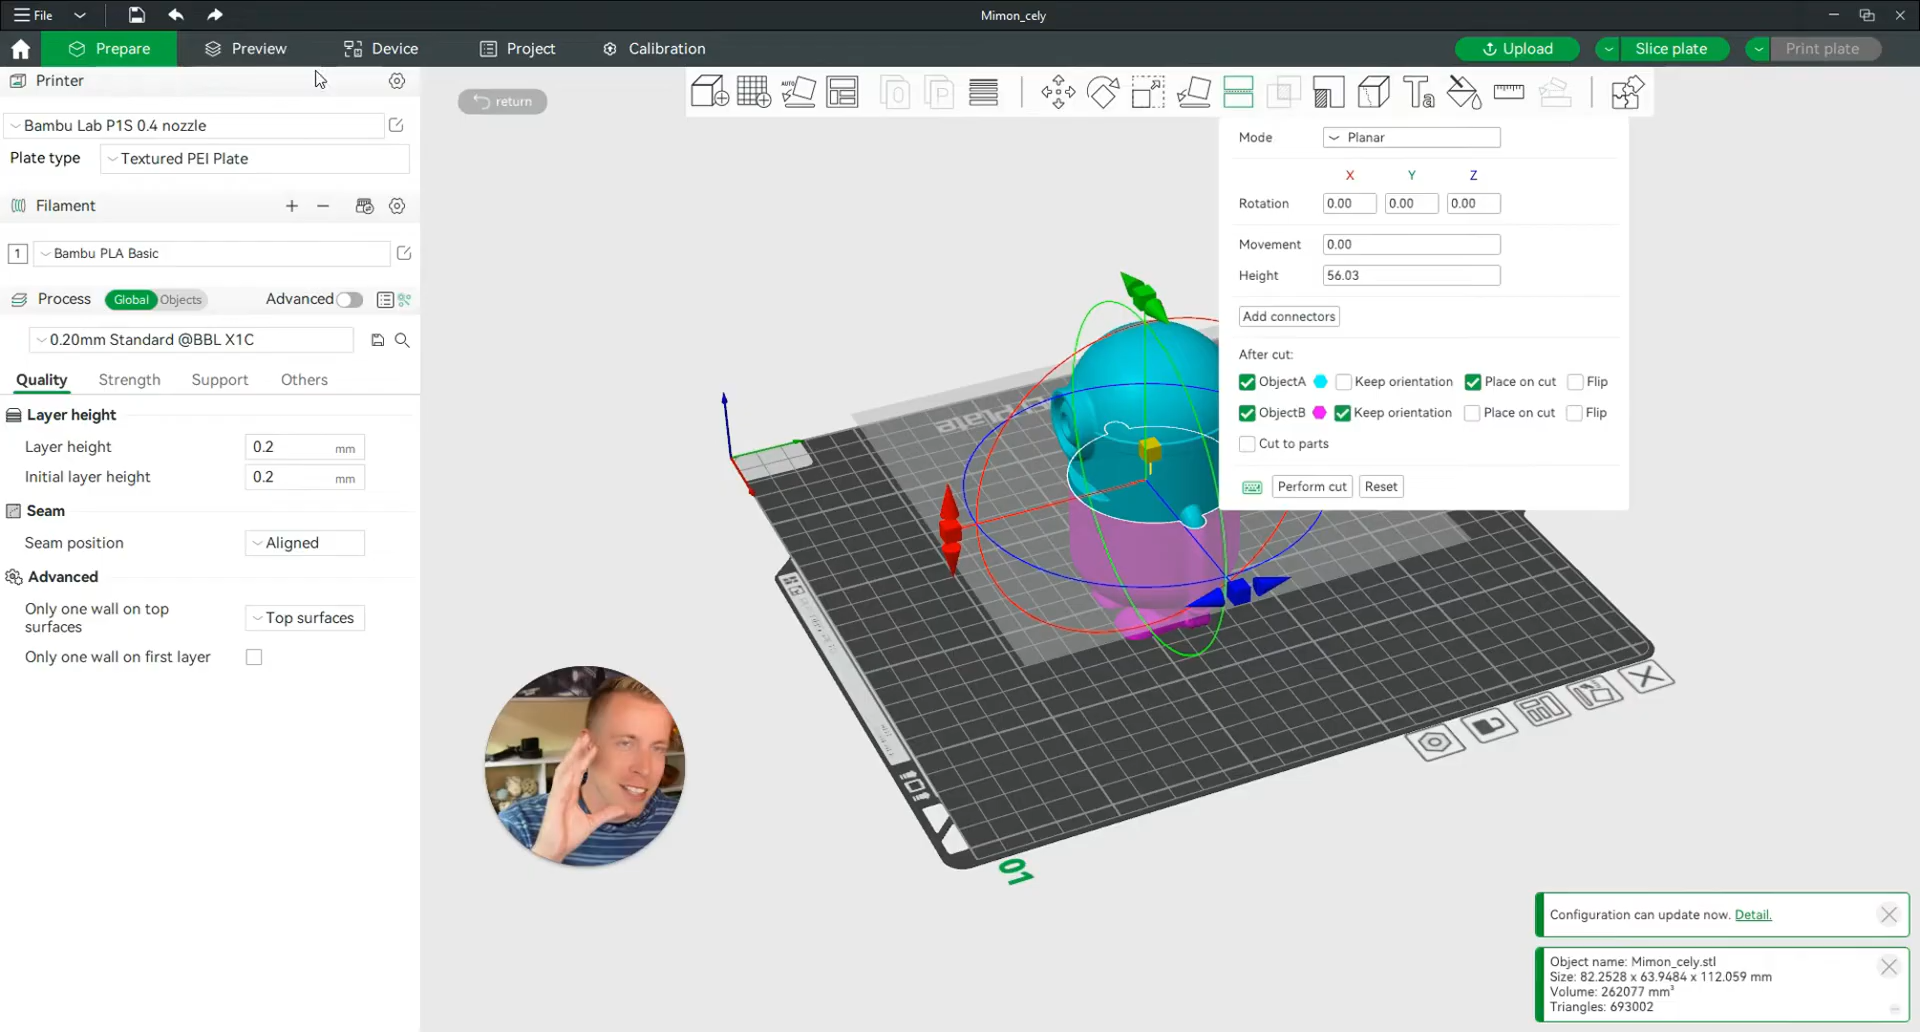 File
Mimon_cely
Prepare
Preview
Device
Project
Calibration
Upload
Slice plate
Print plate
Printer
Bambu Lab P1S 0.4 nozzle
Plate type
Textured PEI Plate
Filament
1
Bambu PLA Basic
Process
Global
Objects
Advanced
0.20mm Standard @BBL X1C
Quality
Strength
Support
Others
Layer height
Layer height
0.2
mm
Initial layer height
0.2
mm
Seam
Seam position
Aligned
Advanced
Only one wall on top
surfaces
Top surfaces
Only one wall on first layer
return
AUTO
O
P
Ta
Mode
Planar
X
Y
Z
Rotation
0.00
0.00
0.00
Movement
0.00
Height
56.03
Add connectors
After cut:
ObjectA
Keep orientation
Place on cut
Flip
ObjectB
Keep orientation
Place on cut
Flip
Cut to parts
Perform cut
Reset
01
Configuration can update now. Detail.
Object name: Mimon_cely.stl
Size: 82.2528 x 63.9484 x 112.059 mm
Volume: 262077 mm³
Triangles: 693002